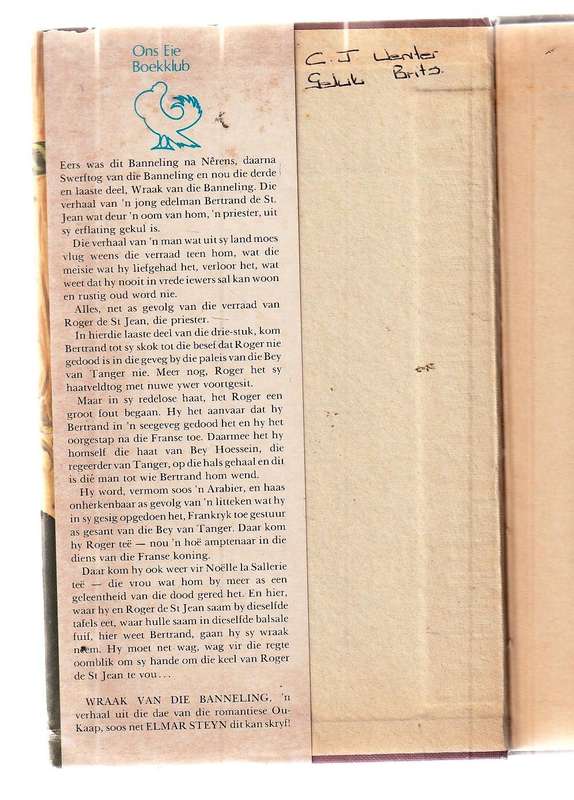 Ons Eie
Boekklub
Eers was dit Banneling na Nêrens, daarna
Swerftog van die Banneling en nou die derde
en laaste deel, Wraak van die Banneling. Die
verhaal van 'n jong edelman Bertrand de St.
Jean wat deur 'n oom van hom, 'n priester, uit
sy erflating gekul is.
Die verhaal van 'n man wat uit sy land moes
vlug weens die verraad teen hom, wat die
meisie wat hy liefgehad het, verloor het, wat
weet dat hy nooit in vrede iewers sal kan woon
en rustig oud word nie.
Alles, net as gevolg van die verraad van
Roger de St Jean, die priester.
In hierdie laaste deel van die drie-stuk, kom
Bertrand tot sy skok tot die besef dat Roger nie
gedood is in die geveg by die paleis van die Bey
van Tanger nie. Meer nog, Roger het sy
haatveldtog met nuwe ywer voortgesit.
Maar in sy redelose haat, het Roger een
groot fout begaan. Hy het aanvaar dat hy
Bertrand in 'n seegeveg gedood het en hy het
oorgestap na die Franse toe. Daarmee het hy
homself die haat van Bey Hoessein, die
regeerder van Tanger, op die hals gehaal en dit
is die man tot wie Bertrand hom wend.
Hy word, vermom soos 'n Arabier, en haas
onherkenbaar as gevolg van 'n litteken wat hy
in sy gesig opgedoen het, Frankryk toe gestuur
as gesant van die Bey van Tanger. Daar kom
hy Roger teë — nou 'n hoë amptenaar in die
diens van die Franse koning.
Daar kom hy ook weer vir Noëlle la Sallerie
teë — die vrou wat hom by meer as een
geleentheid van die dood gered het. En hier,
waar hy en Roger de St Jean saam by dieselfde
tafels eet, waar hulle saam in dieselfde balsale
fuif, hier weet Bertrand, gaan hy sy wraak
neem. Hy moet net wag, wag vir die regte
oomblik om sy hande om die keel van Roger
de St Jean te vou . . .
WRAAK VAN DIE BANNELING, 'n
verhaal uit die dae van die romantiese Ou-
Kaap, soos net ELMAR STEYN dit kan skryf!
C. J Venter
Geluk Brits.